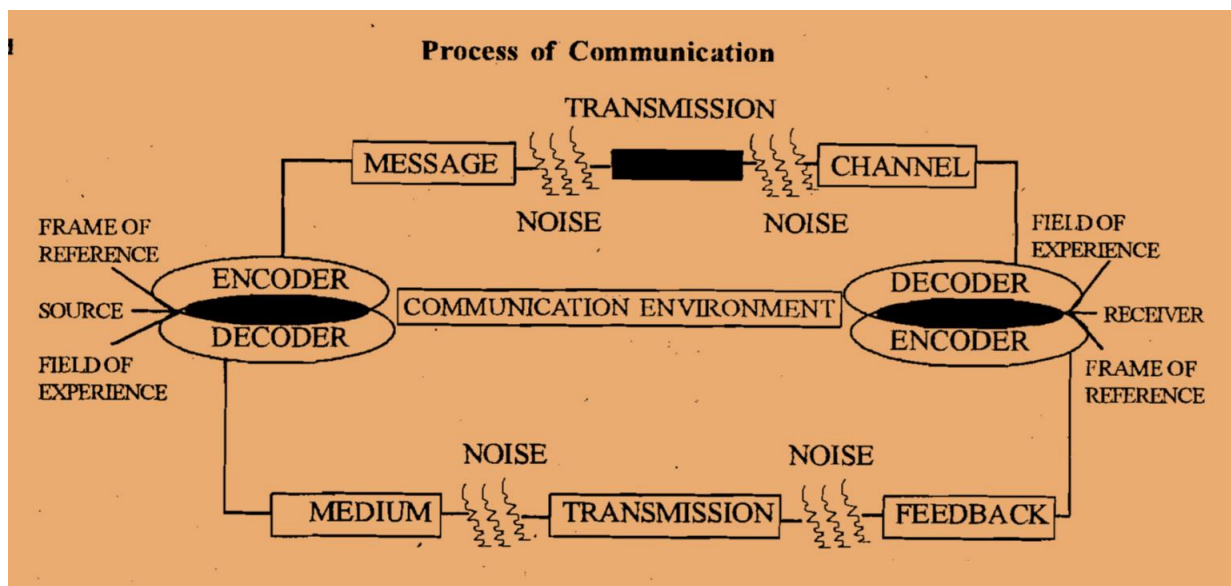 Process of Communication
TRANSMISSION
MESSAGE
CHANNEL
NOISE
NOISE
FRAME OF
REFERENCE
FIELD OF
EXPERIENCE
ENCODER
DECODER
SOURCE
COMMUNICATION ENVIRONMENT
RECEIVER
DECODER
ENCODER
FIELD OF
EXPERIENCE
FRAME OF
REFERENCE
NOISE
NOISE
MEDIUM
TRANSMISSION
FEEDBACK